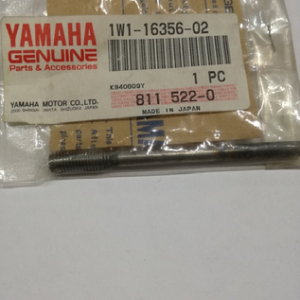 YAMAHA
GENUINE
Parts & Accessories
YAMAHA MOTOR CO., LTD.
1W1-16356-02
K940809Y
1 PC
811 522-0
MADE IN JAPAN